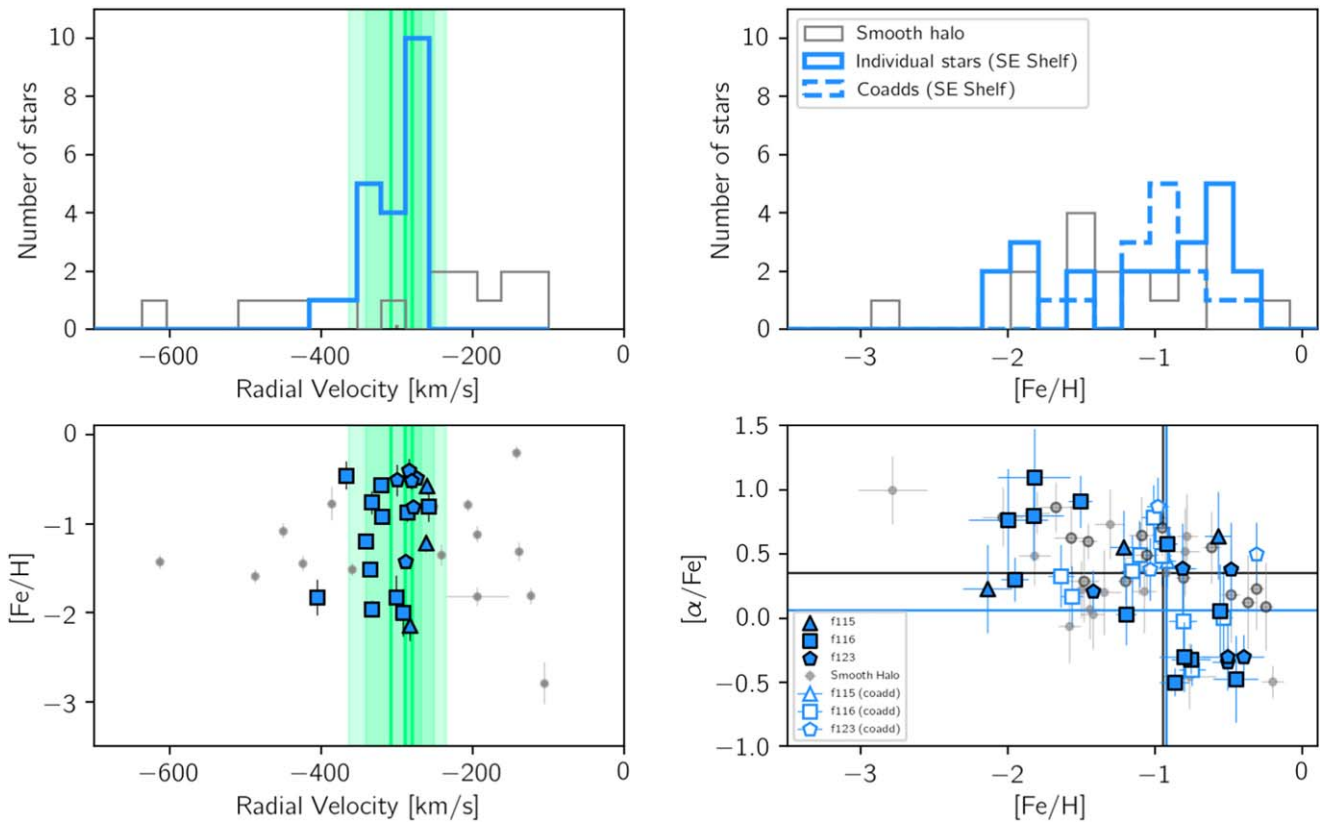 Number of stars
10
8
6
4
2
0
−600
−400
−200
0
Radial Velocity [km/s]
Number of stars
10
8
6
4
2
0
Smooth halo
Individual stars (SE Shelf)
Coadds (SE Shelf)
−3
−2
−1
0
[Fe/H]
[Fe/H]
0
−1
−2
−3
−600
−400
−200
0
Radial Velocity [km/s]
[α/Fe]
1.5
1.0
0.5
0.0
−0.5
−1.0
f115
f116
f123
Smooth Halo
f115 (coadd)
f116 (coadd)
f123 (coadd)
−3
−2
−1
0
[Fe/H]